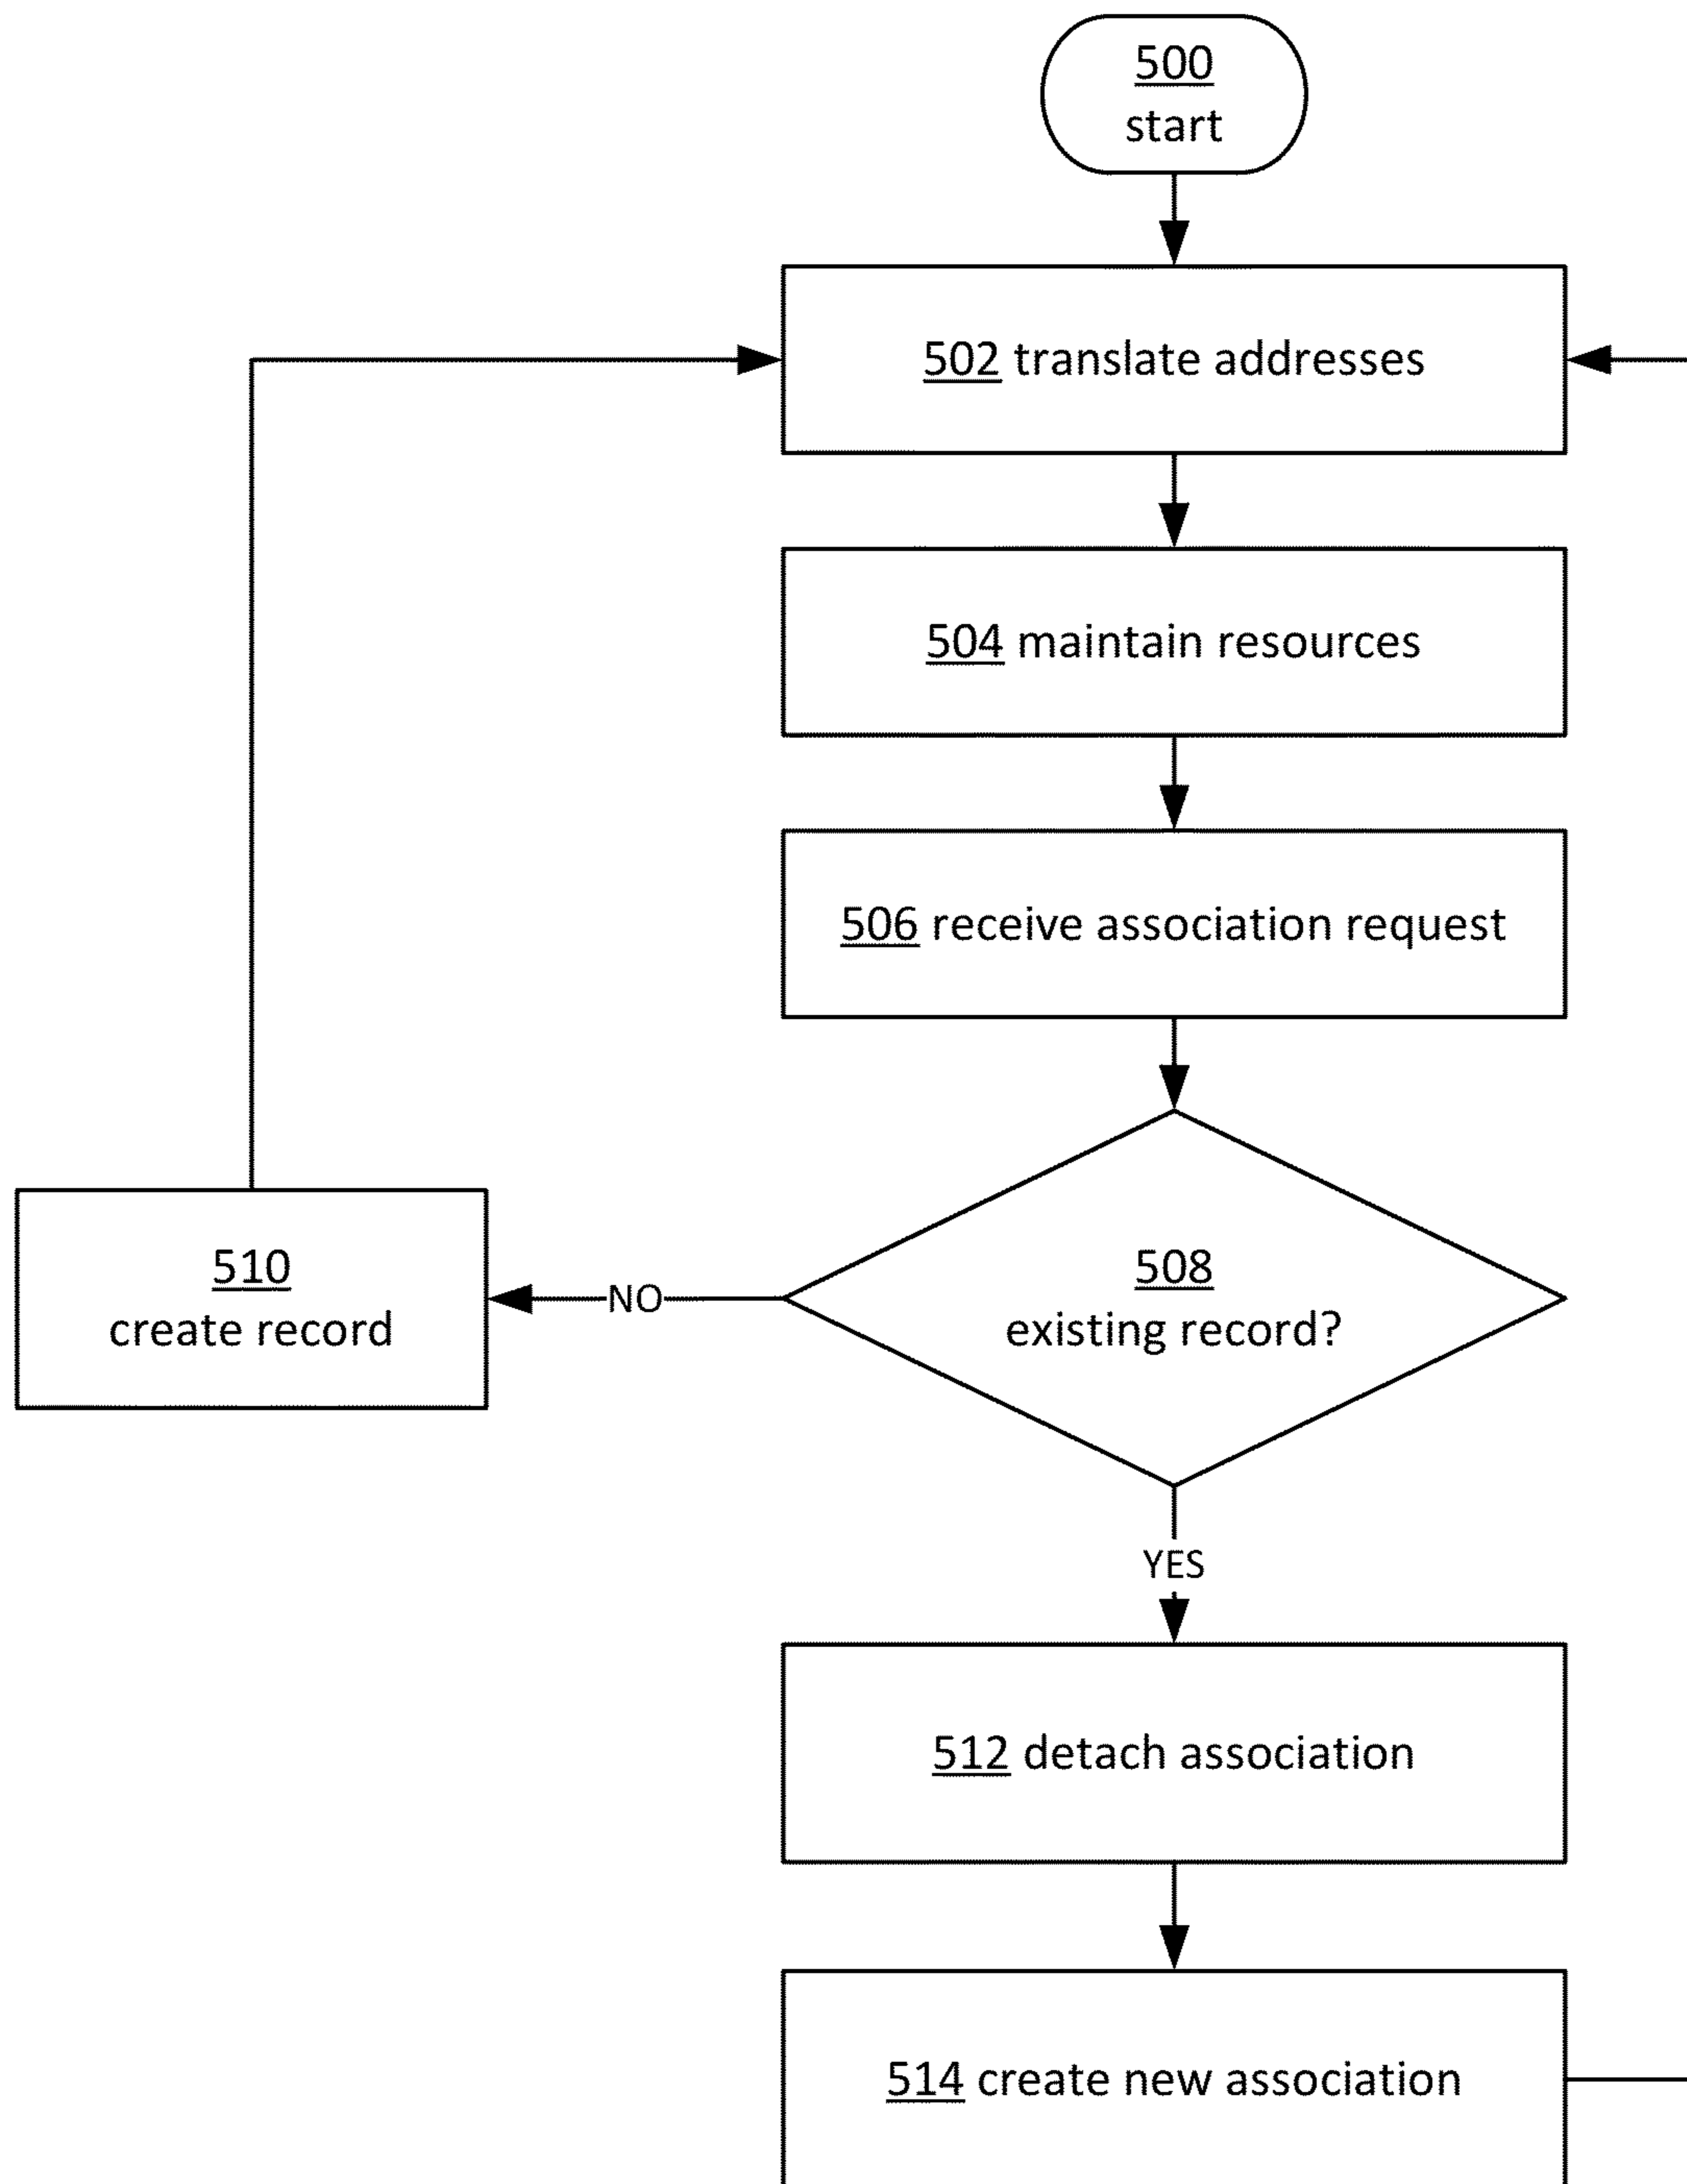 500
start
502 translate addresses
504 maintain resources
506 receive association request
508
existing record?
NO
510
create record
YES
512 detach association
514 create new association